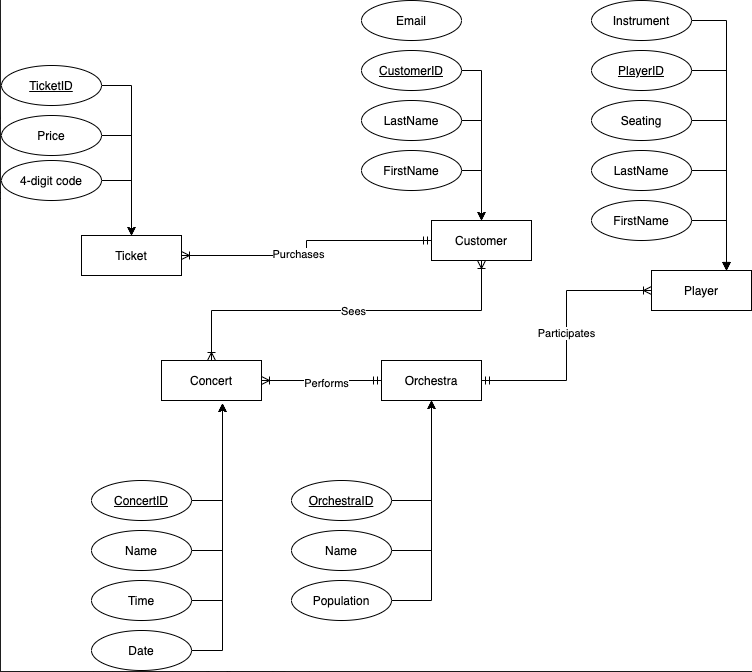 Email
Instrument
CustomerID
PlayerID
TicketID
LastName
Seating
Price
FirstName
LastName
4-digit code
FirstName
Ticket
Purchases
Customer
Player
Sees
Participates
Concert
Performs
Orchestra
ConcertID
OrchestraID
Name
Name
Time
Population
Date